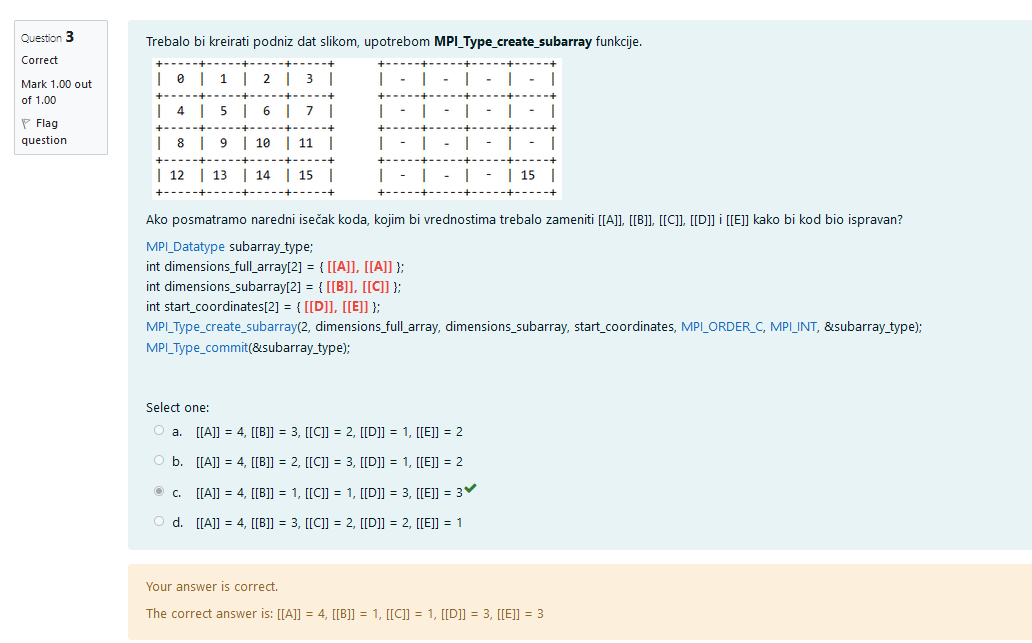 Question 3
Correct
Mark 1.00 out
of 1.00
Flag
question
Trebalo bi kreirati podniz dat slikom, upotrebom MPI_Type_create_subarray funkcije.
+-----+-----+-----+-----+ +-----+-----+-----+-----+
| 0 | 1 | 2 | 3 | | - | - | - | - |
+-----+-----+-----+-----+ +-----+-----+-----+-----+
| 4 | 5 | 6 | 7 | | - | - | - | - |
+-----+-----+-----+-----+ +-----+-----+-----+-----+
| 8 | 9 | 10 | 11 | | - | - | - | - |
+-----+-----+-----+-----+ +-----+-----+-----+-----+
| 12 | 13 | 14 | 15 | | - | - | - | 15 |
+-----+-----+-----+-----+ +-----+-----+-----+-----+
Ako posmatramo naredni isečak koda, kojim bi vrednostima trebalo zameniti [[A]], [[B]], [[C]], [[D]] i [[E]] kako bi kod bio ispravan?
MPI_Datatype subarray_type;
int dimensions_full_array[2] = { [[A]], [[A]] };
int dimensions_subarray[2] = { [[B]], [[C]] };
int start_coordinates[2] = { [[D]], [[E]] };
MPI_Type_create_subarray(2, dimensions_full_array, dimensions_subarray, start_coordinates, MPI_ORDER_C, MPI_INT, &subarray_type);
MPI_Type_commit(&subarray_type);
Select one:
a. [[A]] = 4, [[B]] = 3, [[C]] = 2, [[D]] = 1, [[E]] = 2
b. [[A]] = 4, [[B]] = 2, [[C]] = 3, [[D]] = 1, [[E]] = 2
c. [[A]] = 4, [[B]] = 1, [[C]] = 1, [[D]] = 3, [[E]] = 3
d. [[A]] = 4, [[B]] = 3, [[C]] = 2, [[D]] = 2, [[E]] = 1
Your answer is correct.
The correct answer is: [[A]] = 4, [[B]] = 1, [[C]] = 1, [[D]] = 3, [[E]] = 3